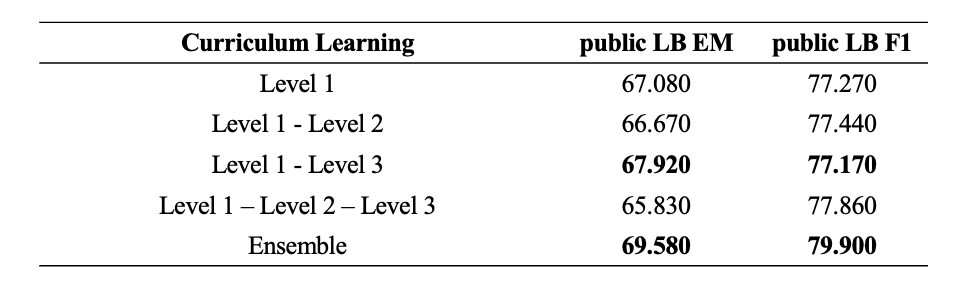 Curriculum Learning public LB EM public LB F1
Level 1 67.080 77.270
Level 1 - Level 2 66.670 77.440
Level 1 - Level 3 67.920 77.170
Level 1 – Level 2 – Level 3 65.830 77.860
Ensemble 69.580 79.900